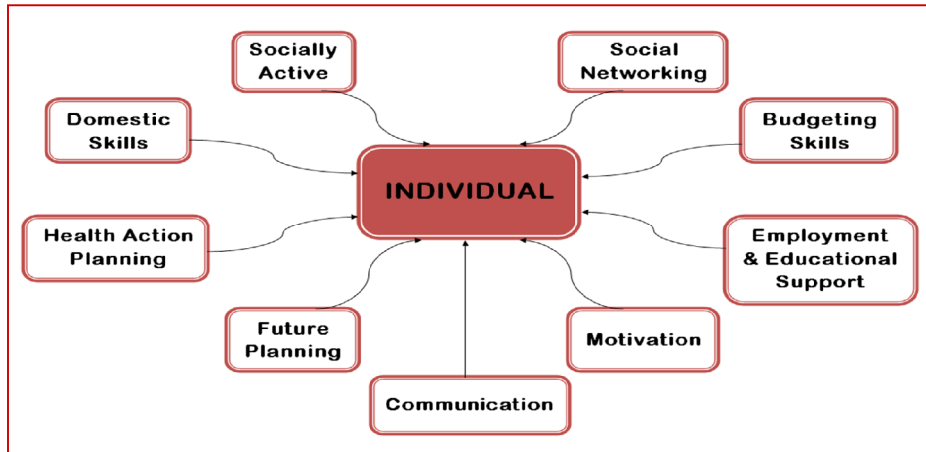 Socially
Active
Social
Networking
Domestic
Skills
Budgeting
Skills
INDIVIDUAL
Health Action
Planning
Employment
& Educational
Support
Future
Planning
Motivation
Communication